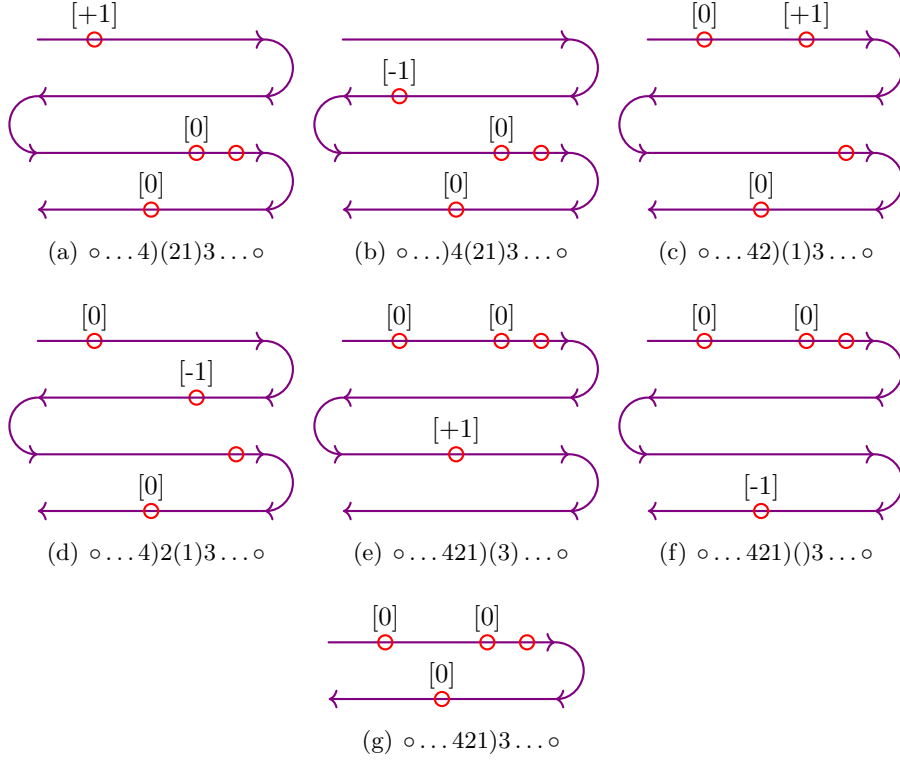 [+1] [0] [+1]
[-1]
[0] [0]
[0] [0] [0]
(a) ∘…4)(21)3…∘ (b) ∘…)4(21)3…∘ (c) ∘…42)(1)3…∘
[0] [0] [0] [0] [0]
[-1]
[+1]
[0] [-1]
(d) ∘…4)2(1)3…∘ (e) ∘…421)(3)…∘ (f) ∘…421)()3…∘
[0] [0]
[0]
(g) ∘…421)3…∘